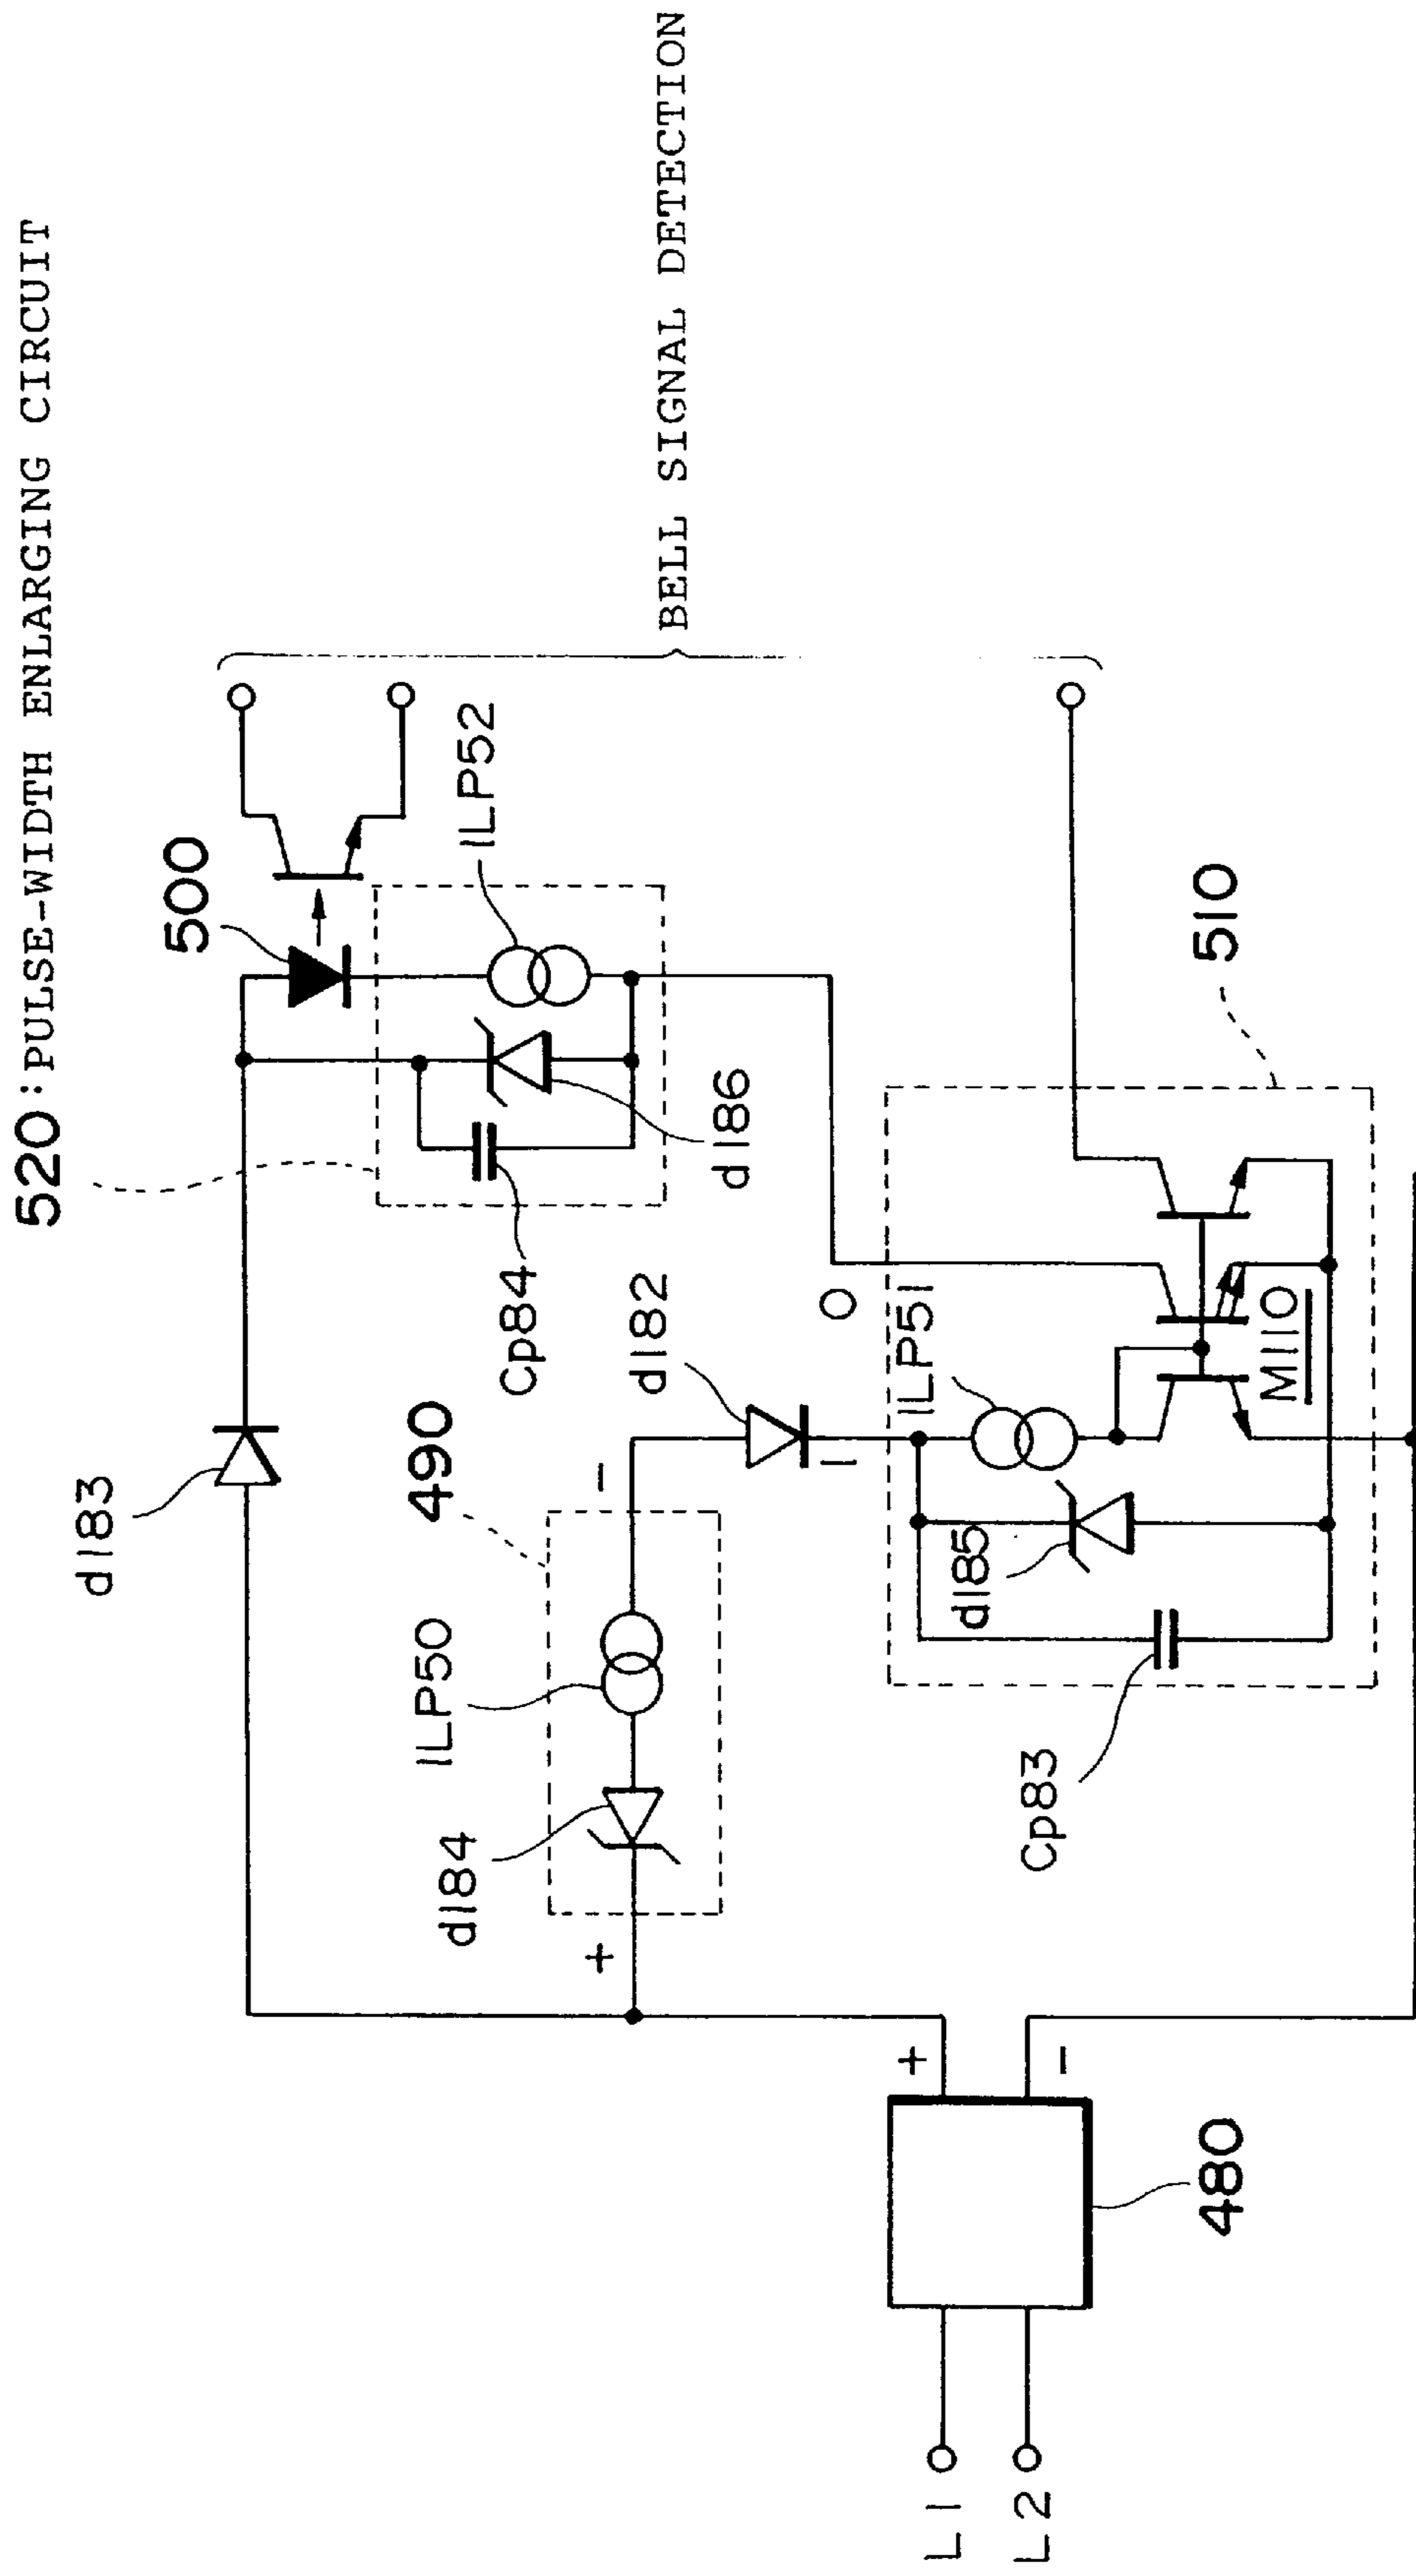 520:PULSE-WIDTH ENLARGING CIRCUIT
d183
500
490
ILP50
d184
ILP52
Cp84
+
−
d182
BELL SIGNAL DETECTION
d186
I
O
L1
+
ILP51
d185
L2
−
Cp83
480
510
M110